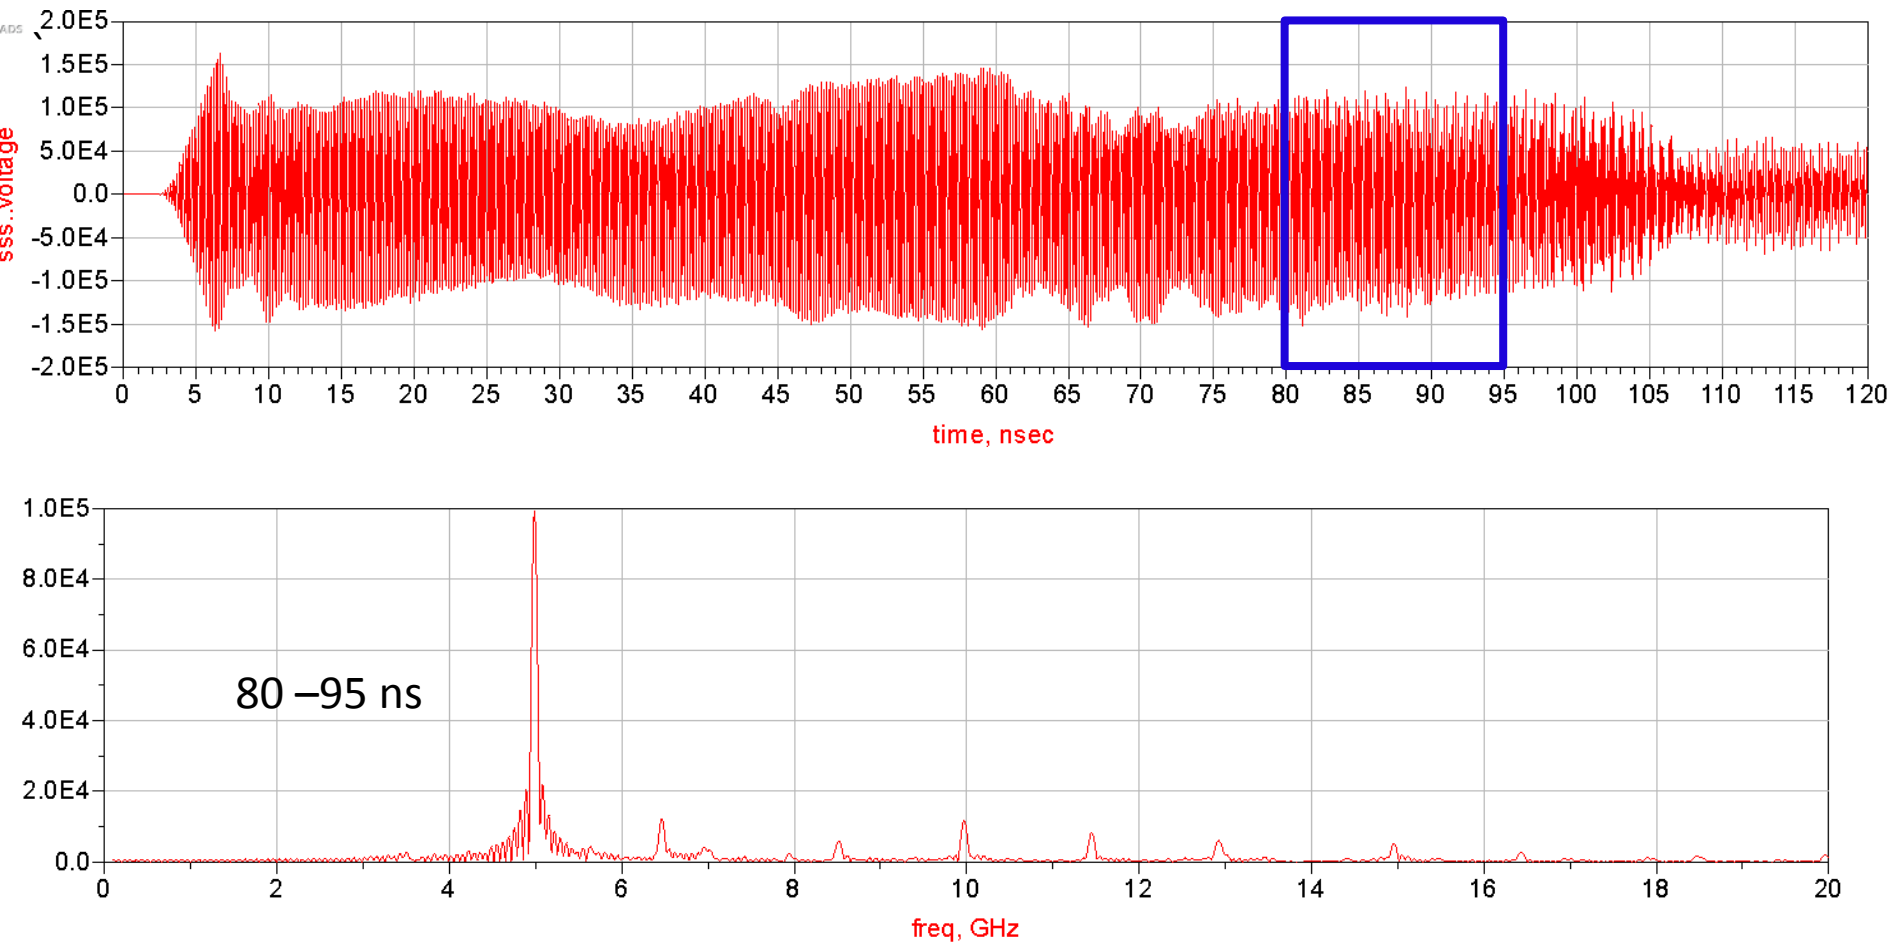 ADS
`
2.0E5
1.5E5
1.0E5
5.0E4
0.0
-5.0E4
-1.0E5
-1.5E5
-2.0E5
sss..voltage
0 5 10 15 20 25 30 35 40 45 50 55 60 65 70 75 80 85 90 95 100 105 110 115 120
time, nsec
1.0E5
8.0E4
6.0E4
4.0E4
2.0E4
0.0
80 –95 ns
0 2 4 6 8 10 12 14 16 18 20
freq, GHz